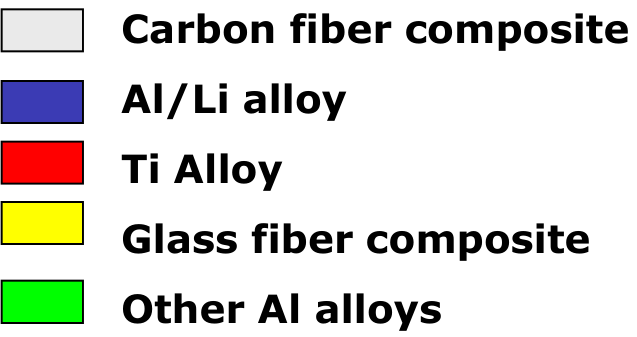 Carbon fiber composite
Al/Li alloy
Ti Alloy
Glass fiber composite
Other Al alloys